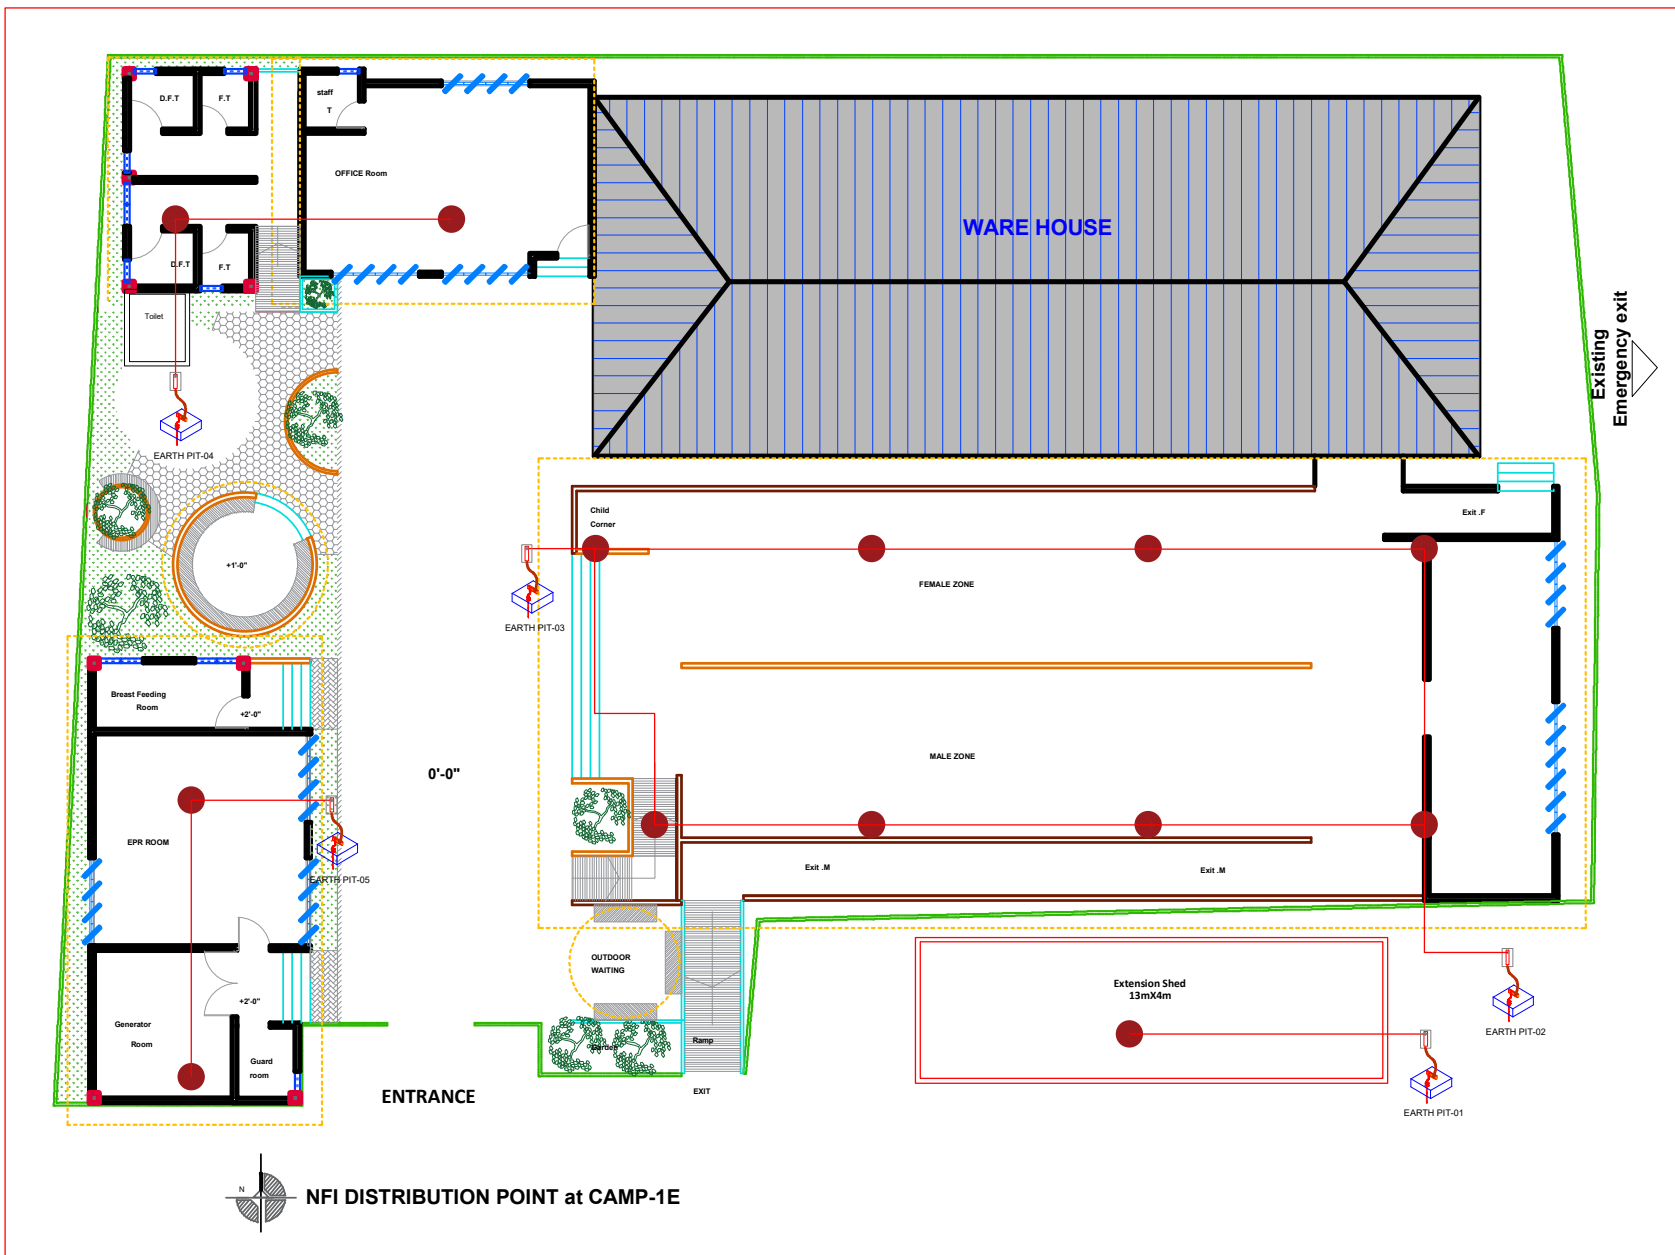 D.F.T
F.T
staff
T
OFFICE Room
D.F.T
F.T
Toilet
EARTH PIT-04
WARE HOUSE
Existing
Emergency exit
Child
Corner
Exit .F
FEMALE ZONE
EARTH PIT-03
+1'-0"
Breast Feeding
Room
+2'-0"
0'-0"
MALE ZONE
EPR ROOM
EARTH PIT-05
Exit .M
Exit .M
OUTDOOR
WAITING
+2'-0"
Generator
Room
Guard
room
Garden
Ramp
EXIT
Extension Shed
13mX4m
EARTH PIT-02
EARTH PIT-01
ENTRANCE
N
NFI DISTRIBUTION POINT at CAMP-1E